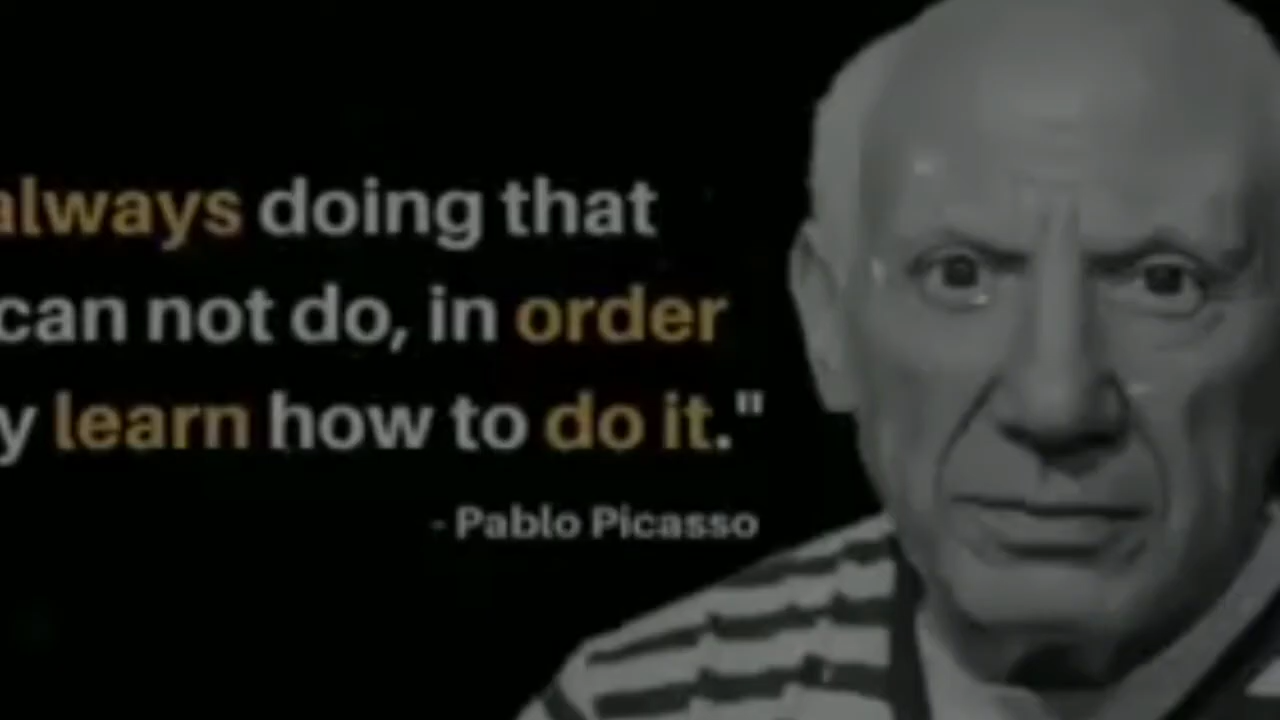 always doing that
can not do, in order
y learn how to do it."
- Pablo Picasso